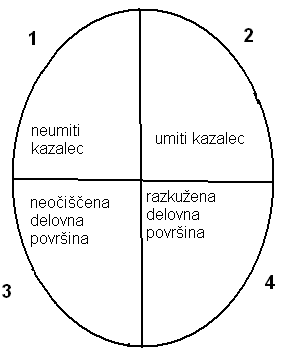 1
2
neumiti
kazalec
umiti kazalec
neočiščena
delovna
površina
razkužena
delovna
površina
3
4